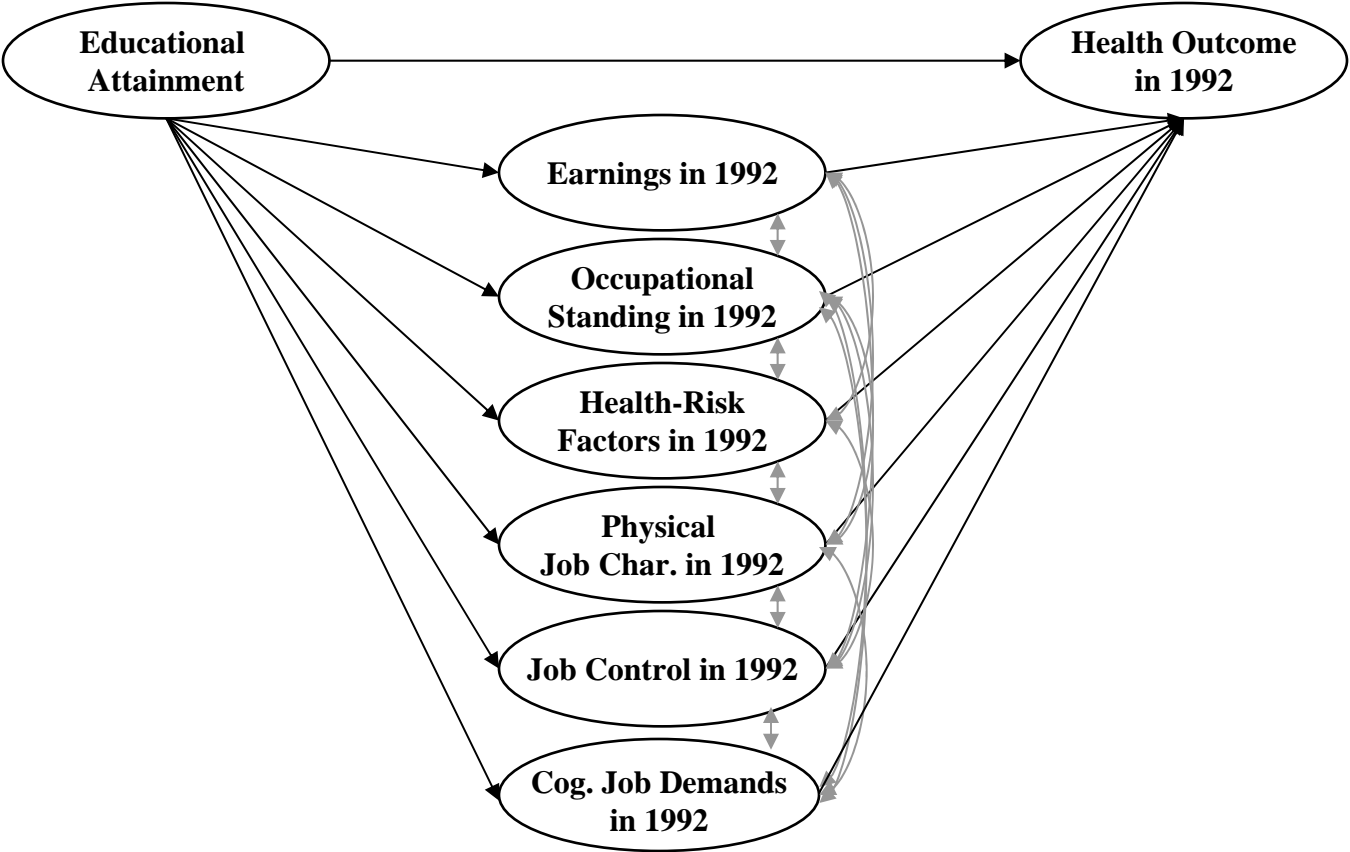 Educational
Attainment
Health Outcome
in 1992
Earnings in 1992
Occupational
Standing in 1992
Health-Risk
Factors in 1992
Physical
Job Char. in 1992
Job Control in 1992
Cog. Job Demands
in 1992